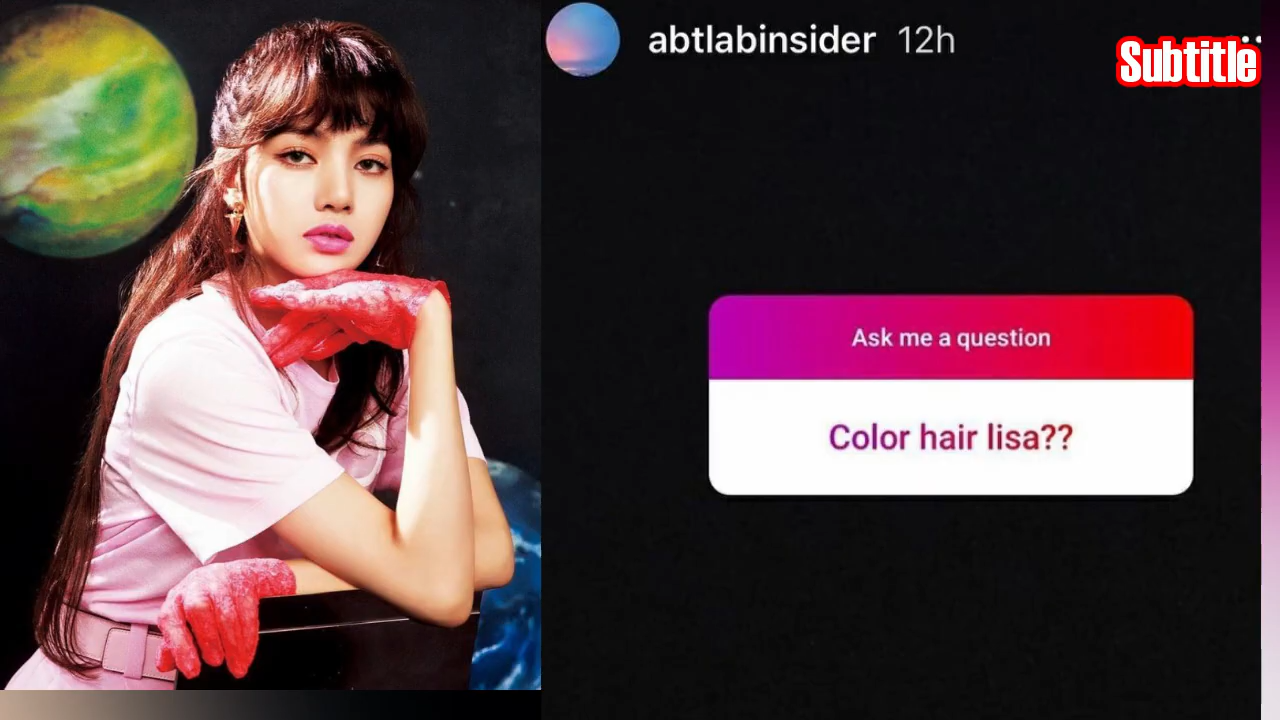 abtlabinsider 12h
Subtitle
Ask me a question
Color hair lisa??